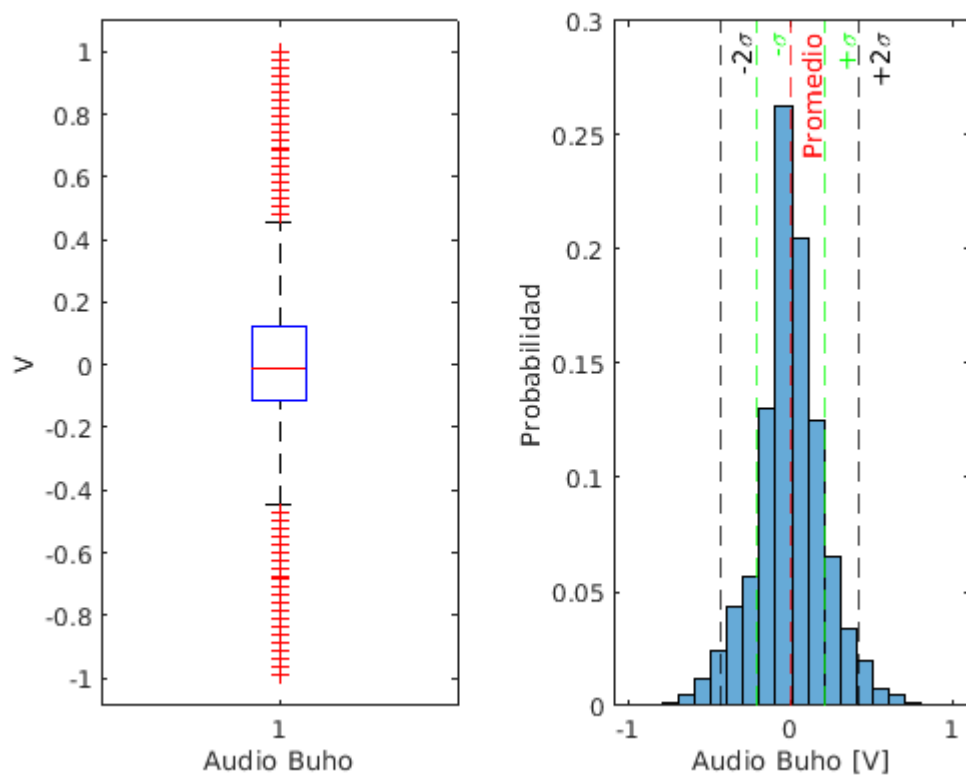 1
0.8
0.6
0.4
0.2
0
-0.2
-0.4
-0.6
-0.8
-1
V
1
Audio Buho
0.3
0.25
0.2
0.15
0.1
0.05
0
Probabilidad
-2σ
-σ
Promedio
+σ
+2σ
-1
0
1
Audio Buho [V]